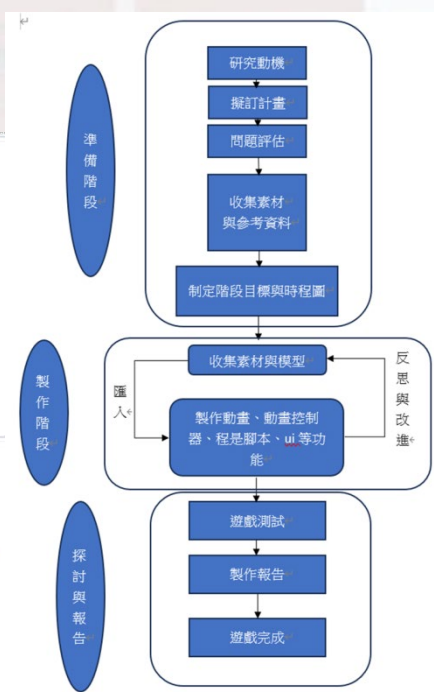 準備階段
研究動機
擬訂計畫
問題評估
收集素材
與參考資料
制定階段目標與時程圖
製作階段
收集素材與模型
匯入
反思與改進
製作動畫、動畫控制
器、程是腳本、ui 等功
能
探討與報告
遊戲測試
製作報告
遊戲完成